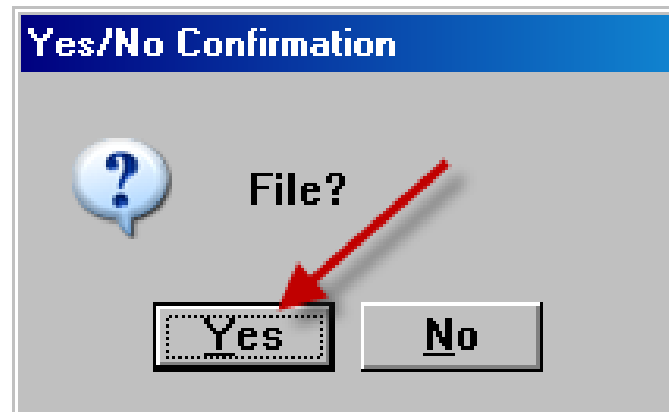 Yes/No Confirmation
File?
Yes No